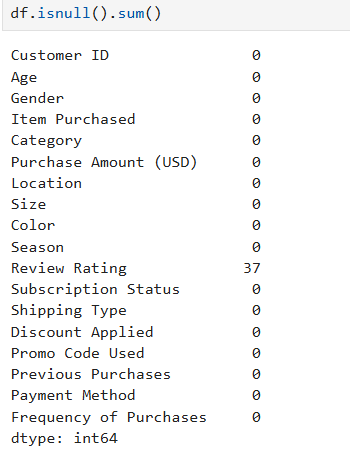 df.isnull().sum()
Customer ID 0
Age 0
Gender 0
Item Purchased 0
Category 0
Purchase Amount (USD) 0
Location 0
Size 0
Color 0
Season 0
Review Rating 37
Subscription Status 0
Shipping Type 0
Discount Applied 0
Promo Code Used 0
Previous Purchases 0
Payment Method 0
Frequency of Purchases 0
dtype: int64